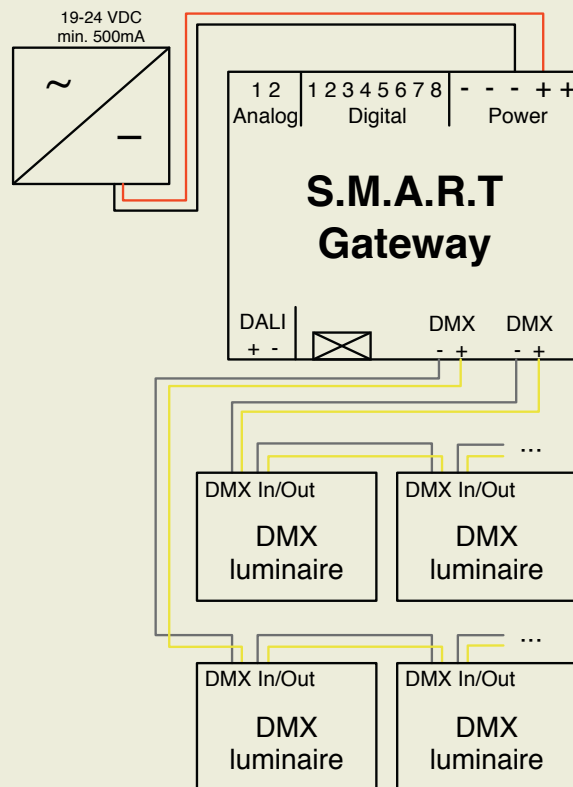 19-24 VDC
min. 500mA
~
–
1 2 1 2 3 4 5 6 7 8 - - - + +
Analog Digital Power
S.M.A.R.T
Gateway
DALI DMX DMX
+ - - + - +
...
DMX In/Out DMX In/Out
DMX DMX
luminaire luminaire
...
DMX In/Out DMX In/Out
DMX DMX
luminaire luminaire